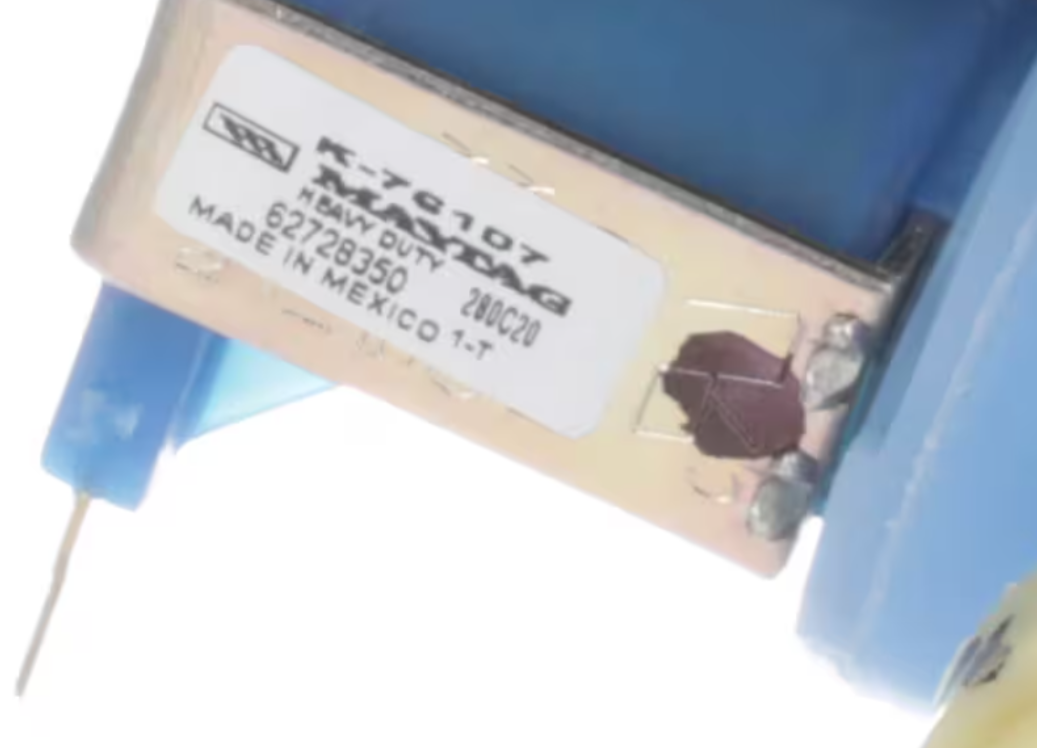 K-76107
MAYTAG
HEAVY DUTY
62728350 280C20
MADE IN MEXICO 1-T